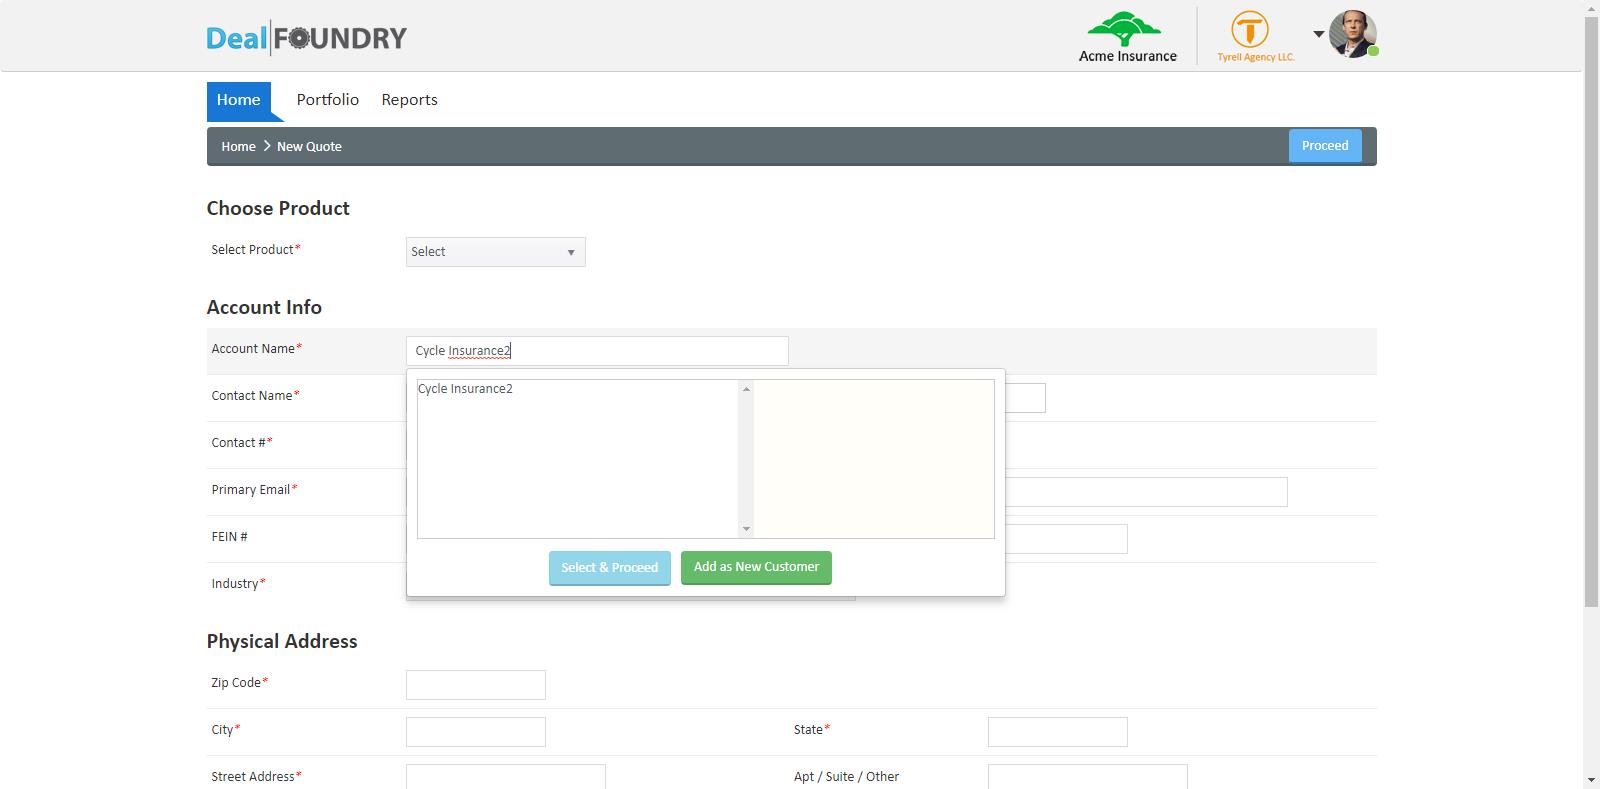 Deal FOUNDRY
Acme Insurance
T
Tyrell Agency LLC.
Home Portfolio Reports
Home > New Quote Proceed
Choose Product
Select Product* Select
Account Info
Account Name* Cycle Insurance2
Cycle Insurance2
Contact Name*
Contact #*
Primary Email*
FEIN #
Select & Proceed Add as New Customer
Industry*
Physical Address
Zip Code*
City* State*
Street Address* Apt / Suite / Other